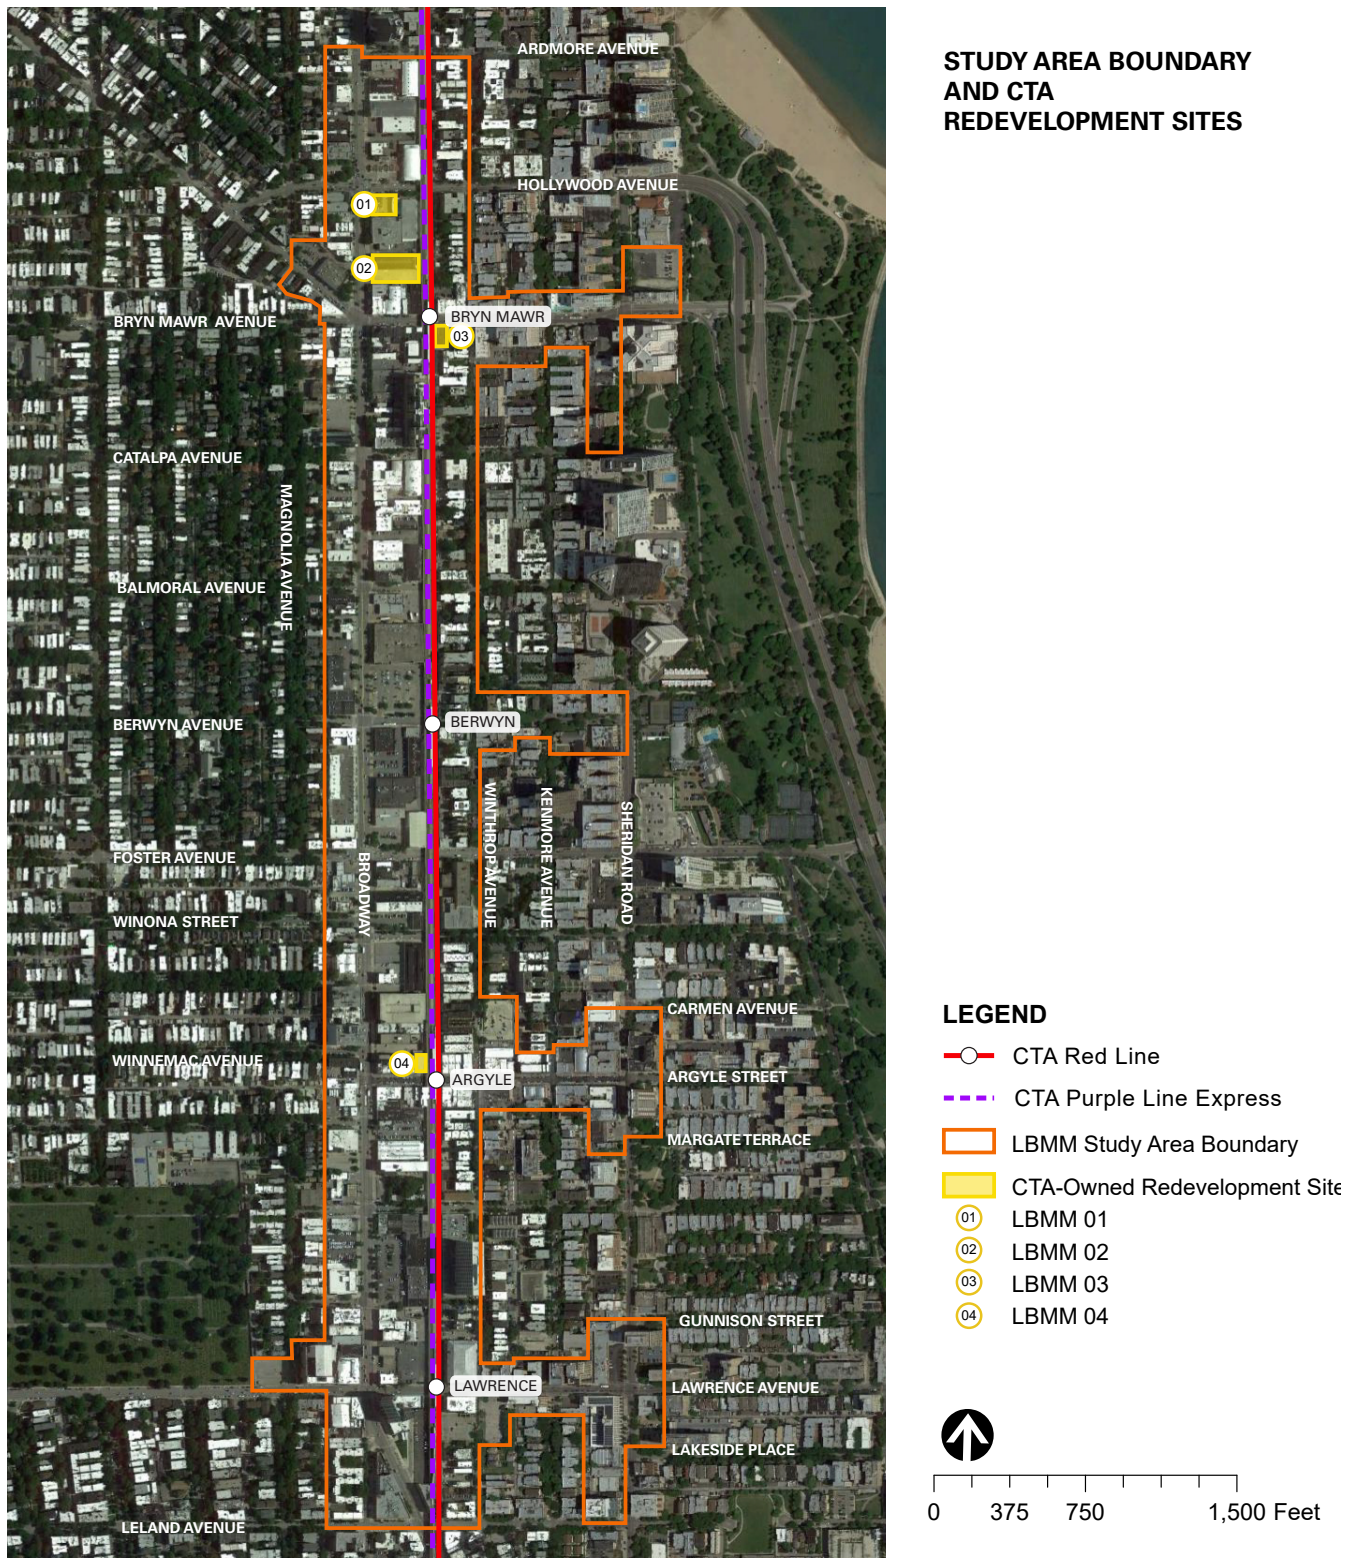 STUDY AREA BOUNDARY
AND CTA
REDEVELOPMENT SITES
ARDMORE AVENUE
HOLLYWOOD AVENUE
01
02
BRYN MAWR
BRYN MAWR AVENUE
03
CATALPA AVENUE
MAGNOLIA AVENUE
BALMORAL AVENUE
BERWYN
BERWYN AVENUE
WINTHROP AVENUE
KENMORE AVENUE
SHERIDAN ROAD
BROADWAY
FOSTER AVENUE
WINONA STREET
CARMEN AVENUE
WINNEMAC AVENUE
04
ARGYLE
ARGYLE STREET
MARGATE TERRACE
GUNNISON STREET
LAWRENCE
LAWRENCE AVENUE
LAKESIDE PLACE
LELAND AVENUE
LEGEND
CTA Red Line
CTA Purple Line Express
LBMM Study Area Boundary
CTA-Owned Redevelopment Site
01 LBMM 01
02 LBMM 02
03 LBMM 03
04 LBMM 04
0 375 750 1,500 Feet